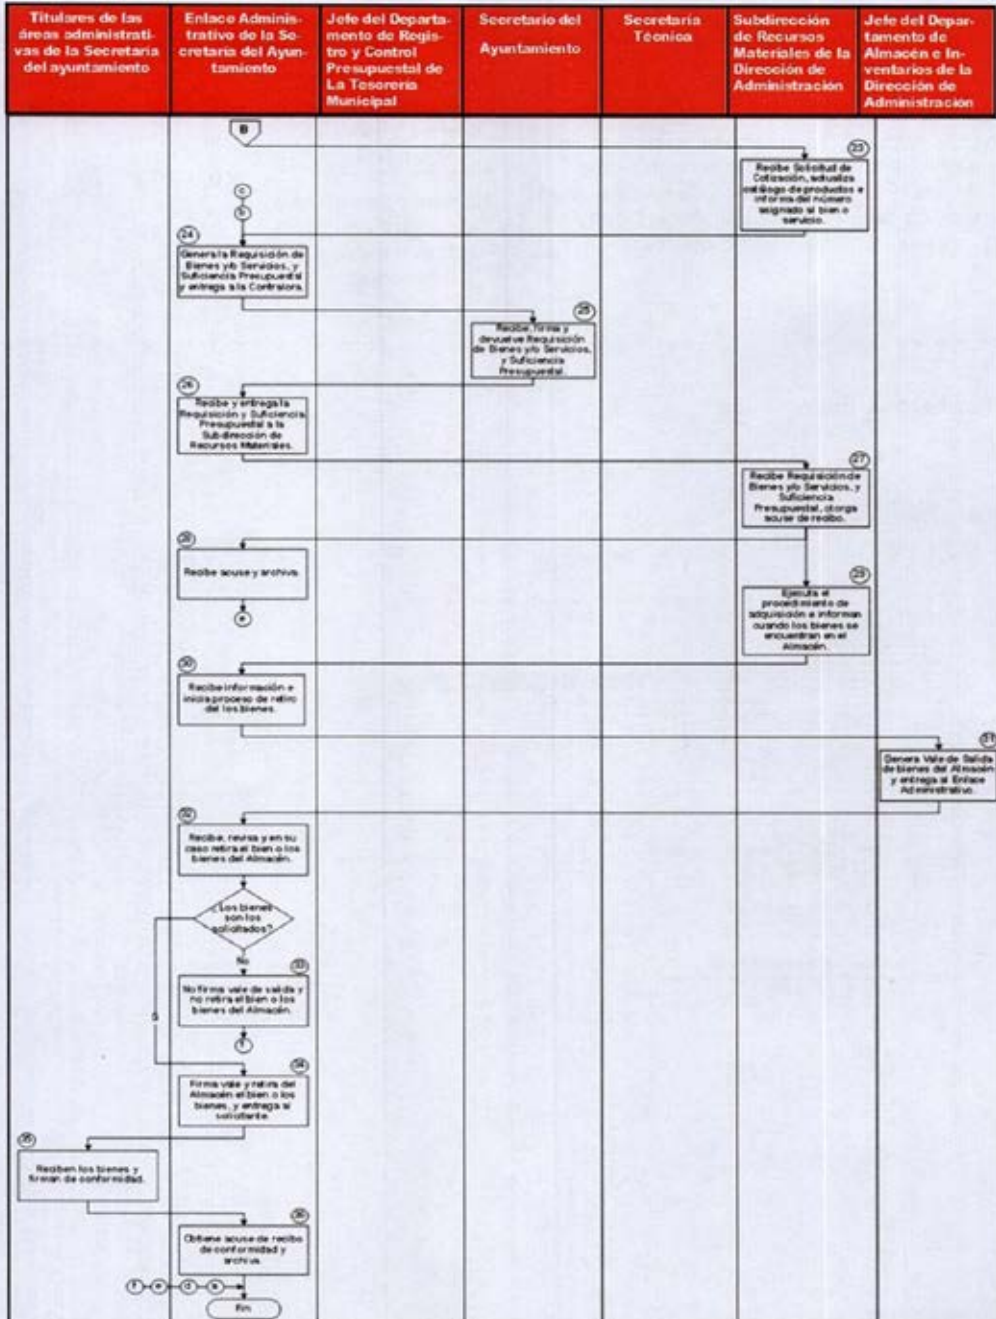 Titulares de las
áreas administrati-
vas de la Secretaría
del ayuntamiento
Enlace Adminis-
trativo de la Se-
cretaría del Ayun-
tamiento
Jefe del Departa-
mento de Regis-
tro y Control
Presupuestal de
La Tesorería
Municipal
Secretario del
Ayuntamiento
Secretaría
Técnica
Subdirección
de Recursos
Materiales de la
Dirección de
Administración
Jefe del Depar-
tamento de
Almacén e In-
ventarios de la
Dirección de
Administración
B
23
Recibe Solicitud de
Cotización, actualiza
catálogo de productos e
informa del número
asignado al bien o
servicio.
c
b
24
Genera la Requisición de
Bienes y/o Servicios, y
Suficiencia Presupuestal
y entrega a la Contralora.
25
Recibe, firma y
devuelve Requisición
de Bienes y/o Servicios,
y Suficiencia
Presupuestal.
26
Recibe y entrega la
Requisición y Suficiencia
Presupuestal a la
Subdirección de
Recursos Materiales.
27
Recibe Requisición de
Bienes y/o Servicios, y
Suficiencia
Presupuestal, otorga
acuse de recibo.
28
Recibe acuse y archiva.
e
29
Ejecuta el
procedimiento de
adquisición e informan
cuando los bienes se
encuentran en el
Almacén.
30
Recibe información e
inicia proceso de retiro
del los bienes.
31
Genera Vale de Salida
de bienes del Almacén
y entrega al Enlace
Administrativo.
32
Recibe, revisa y en su
caso retira el bien o los
bienes del Almacén.
¿Los bienes
son los
solicitados?
No
33
No firma vale de salida y
no retira el bien o los
bienes del Almacén.
f
34
Firma vale y retira del
Almacén el bien o los
bienes, y entrega al
solicitante.
35
Reciben los bienes y
firman de conformidad.
36
Obtiene acuse de recibo
de conformidad y
archiva.
f e d a
Fin